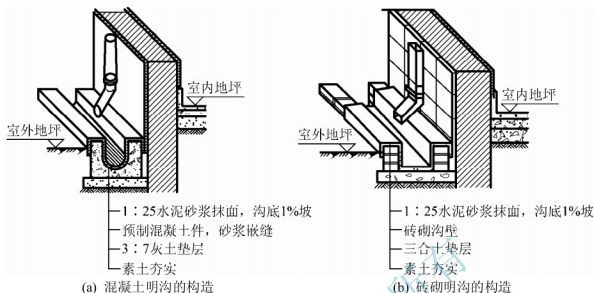 室内地坪
室外地坪
1：25水泥砂浆抹面，沟底1%坡
预制混凝土件，砂浆嵌缝
3：7灰土垫层
素土夯实
(a) 混凝土明沟的构造
室内地坪
室外地坪
1：25水泥砂浆抹面，沟底1%坡
砖砌沟壁
三仑土垫层
素土夯实
(b) 砖砌明沟的构造